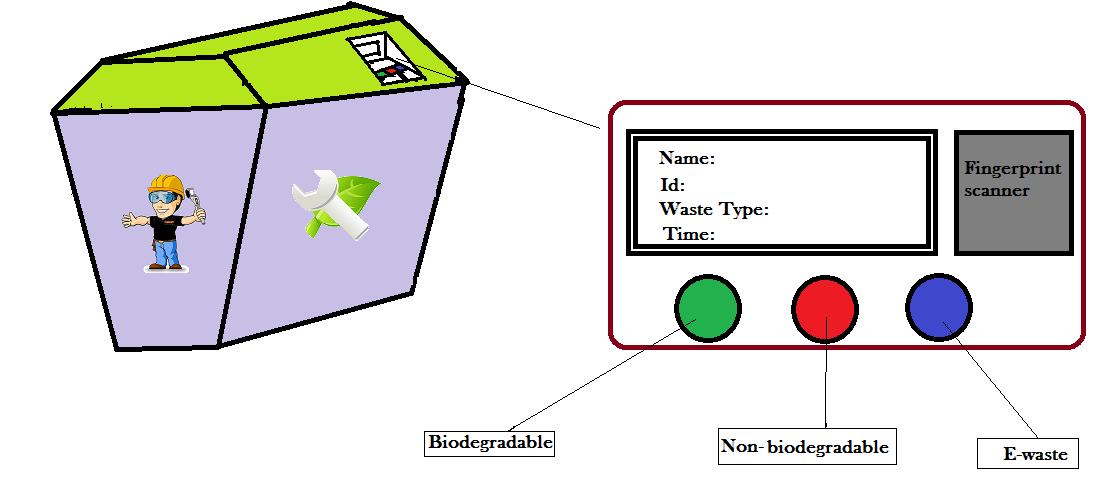 Name:
Id:
Waste Type:
Time:
Fingerprint
scanner
Biodegradable
Non-biodegradable
E-waste